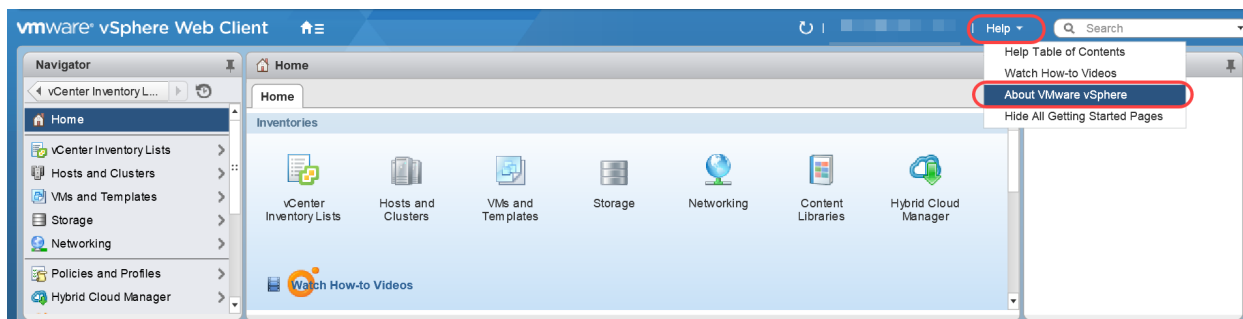 vmware® vSphere Web Client
Help
Search
Navigator
vCenter Inventory L...
Home
vCenter Inventory Lists
Hosts and Clusters
VMs and Templates
Storage
Networking
Policies and Profiles
Hybrid Cloud Manager
Home
Home
Inventories
vCenter
Inventory Lists
Hosts and
Clusters
VMs and
Templates
Storage
Networking
Content
Libraries
Hybrid Cloud
Manager
Watch How-to Videos
Help Table of Contents
Watch How-to Videos
About VMware vSphere
Hide All Getting Started Pages